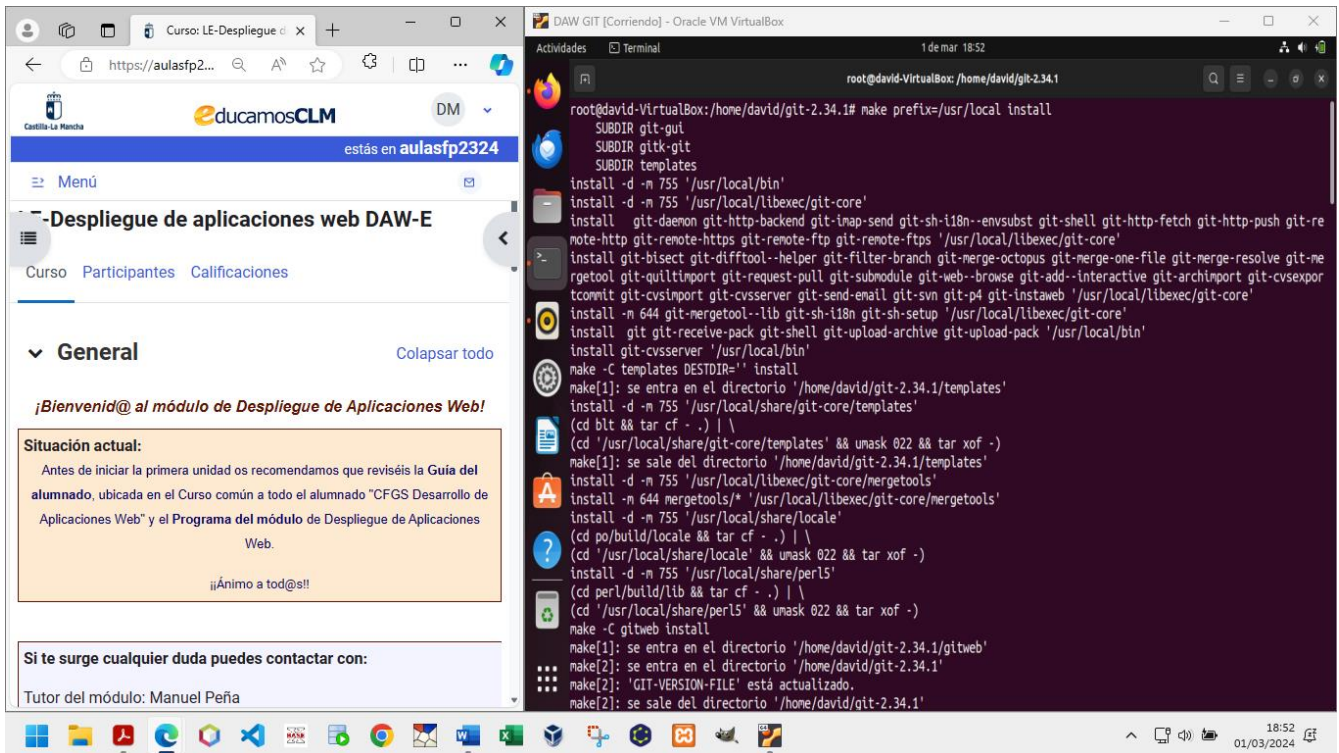 Curso: LE-Despliegue d
https://aulasfp2...
Castilla-La Mancha
educamosCLM
DM
estás en aulasfp2324
Menú
LE-Despliegue de aplicaciones web DAW-E
Curso Participantes Calificaciones
General
Colapsar todo
¡Bienvenid@ al módulo de Despliegue de Aplicaciones Web!
Situación actual:
Antes de iniciar la primera unidad os recomendamos que reviséis la Guía del
alumnado, ubicada en el Curso común a todo el alumnado "CFGS Desarrollo de
Aplicaciones Web" y el Programa del módulo de Despliegue de Aplicaciones
Web.
¡¡Ánimo a tod@s!!
Si te surge cualquier duda puedes contactar con:
Tutor del módulo: Manuel Peña
DAW GIT [Corriendo] - Oracle VM VirtualBox
Actividades Terminal 1 de mar 18:52
root@david-VirtualBox: /home/david/git-2.34.1
root@david-VirtualBox:/home/david/git-2.34.1# make prefix=/usr/local install
SUBDIR git-gui
SUBDIR gitk-git
SUBDIR templates
install -d -m 755 '/usr/local/bin'
install -d -m 755 '/usr/local/libexec/git-core'
install   git-daemon git-http-backend git-imap-send git-sh-i18n--envsubst git-shell git-http-fetch git-http-push git-re
mote-http git-remote-https git-remote-ftp git-remote-ftps '/usr/local/libexec/git-core'
install git-bisect git-difftool--helper git-filter-branch git-merge-octopus git-merge-one-file git-merge-resolve git-me
rgetool git-quiltimport git-request-pull git-submodule git-web--browse git-add--interactive git-archimport git-cvsexpor
tcommit git-cvsimport git-cvsserver git-send-email git-svn git-p4 git-instaweb '/usr/local/libexec/git-core'
install -m 644 git-mergetool--lib git-sh-i18n git-sh-setup '/usr/local/libexec/git-core'
install  git git-receive-pack git-shell git-upload-archive git-upload-pack '/usr/local/bin'
install git-cvsserver '/usr/local/bin'
make -C templates DESTDIR='' install
make[1]: se entra en el directorio '/home/david/git-2.34.1/templates'
install -d -m 755 '/usr/local/share/git-core/templates'
(cd blt && tar cf - .) | \
(cd '/usr/local/share/git-core/templates' && umask 022 && tar xof -)
make[1]: se sale del directorio '/home/david/git-2.34.1/templates'
install -d -m 755 '/usr/local/libexec/git-core/mergetools'
install -m 644 mergetools/* '/usr/local/libexec/git-core/mergetools'
install -d -m 755 '/usr/local/share/locale'
(cd po/build/locale && tar cf - .) | \
(cd '/usr/local/share/locale' && umask 022 && tar xof -)
install -d -m 755 '/usr/local/share/perl5'
(cd perl/build/lib && tar cf - .) | \
(cd '/usr/local/share/perl5' && umask 022 && tar xof -)
make -C gitweb install
make[1]: se entra en el directorio '/home/david/git-2.34.1/gitweb'
make[2]: se entra en el directorio '/home/david/git-2.34.1'
make[2]: 'GIT-VERSION-FILE' está actualizado.
make[2]: se sale del directorio '/home/david/git-2.34.1'
18:52
01/03/2024